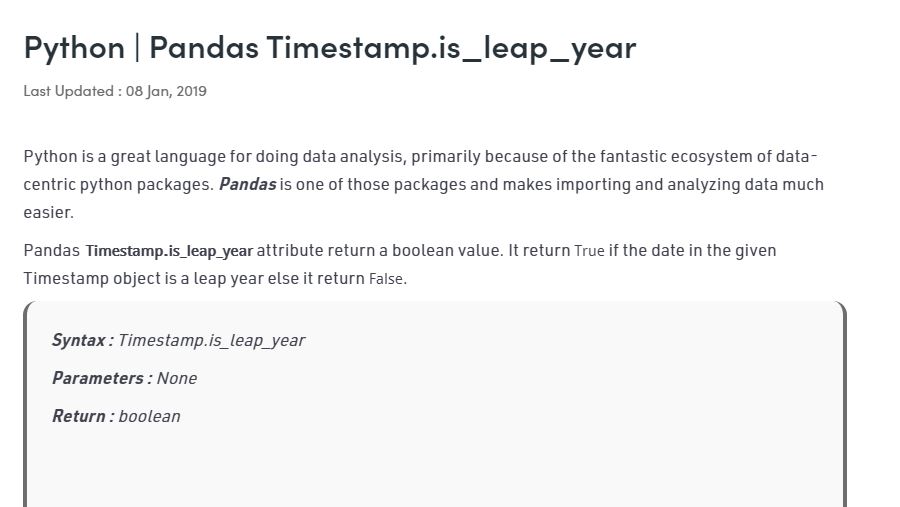 Python | Pandas Timestamp.is_leap_year
Last Updated : 08 Jan, 2019
Python is a great language for doing data analysis, primarily because of the fantastic ecosystem of data-
centric python packages. Pandas is one of those packages and makes importing and analyzing data much
easier.
Pandas Timestamp.is_leap_year attribute return a boolean value. It return True if the date in the given
Timestamp object is a leap year else it return False.
Syntax : Timestamp.is_leap_year
Parameters : None
Return : boolean